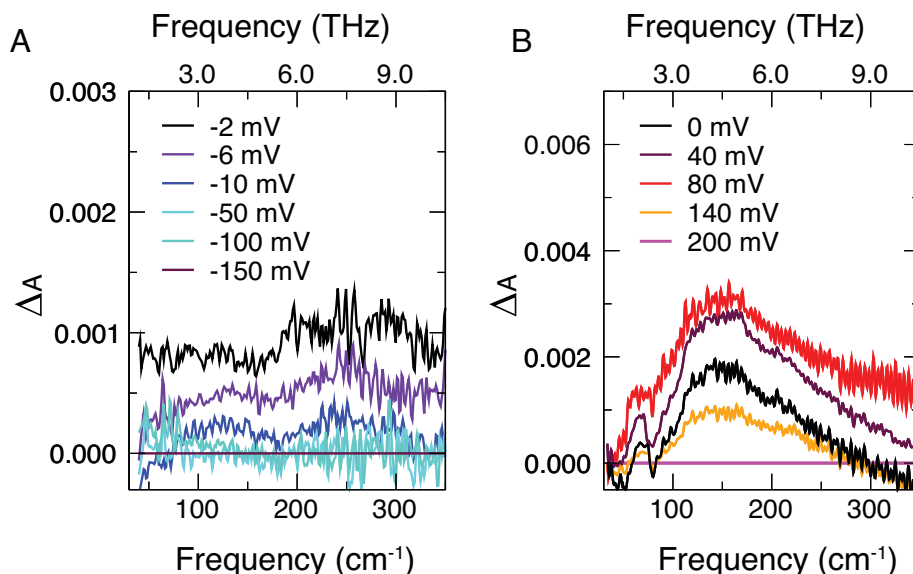 A
Frequency (THz)
3.0 6.0 9.0
0.003
0.002
0.001
0.000
ΔA
-2 mV
-6 mV
-10 mV
-50 mV
-100 mV
-150 mV
100 200 300
Frequency (cm⁻¹)
B
Frequency (THz)
3.0 6.0 9.0
0.006
0.004
0.002
0.000
ΔA
0 mV
40 mV
80 mV
140 mV
200 mV
100 200 300
Frequency (cm⁻¹)